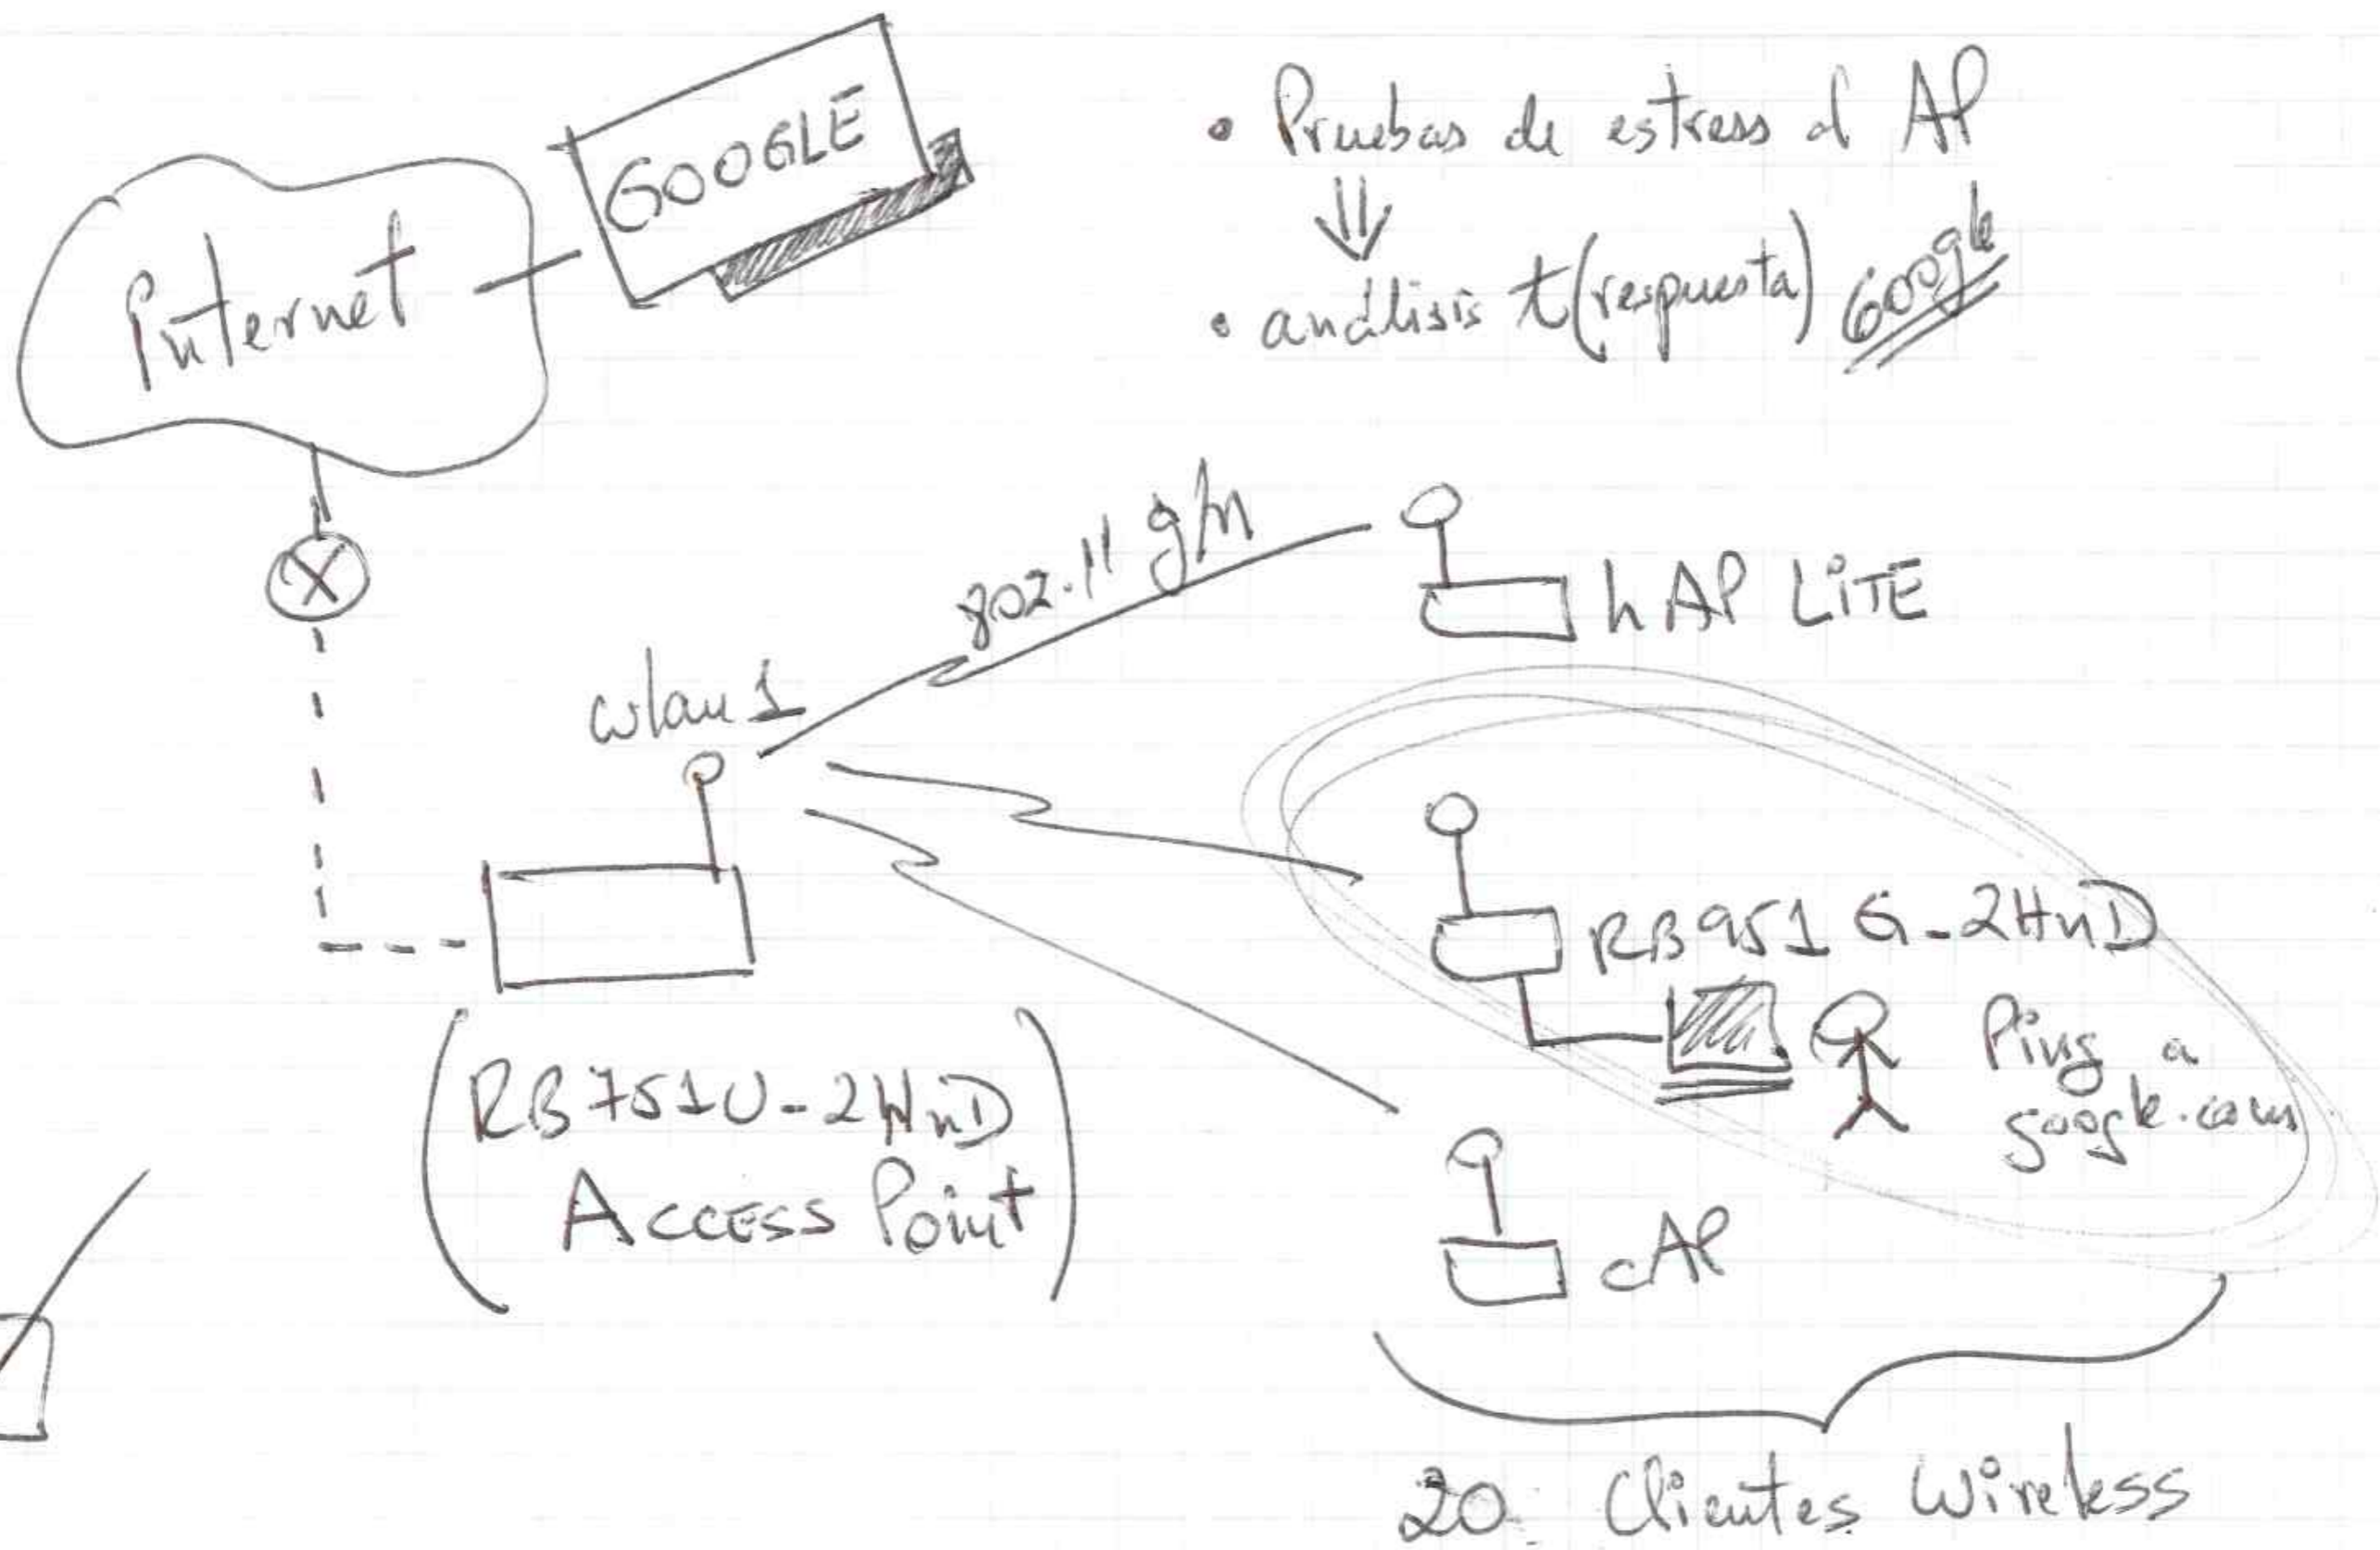 GOOGLE
Internet
• Pruebas de estress al AP
• análisis t(respuesta) Google
802.11 g/n
hAP LiTE
wlan1
RB951G-2HnD
Ping a
google.com
(RB751U-2HnD
Access Point)
cAP
20 Clientes Wireless